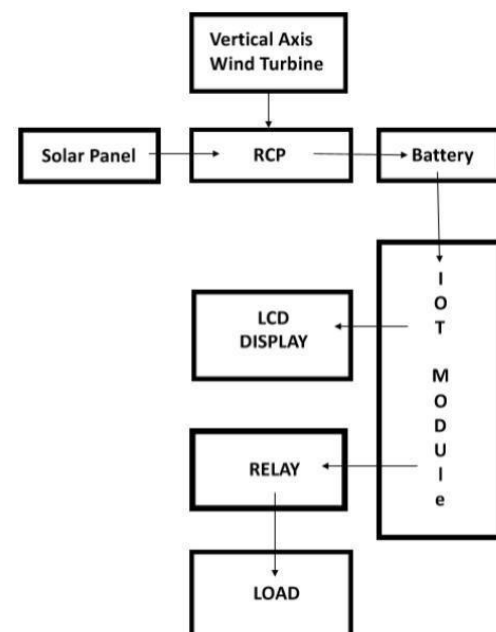 Vertical Axis
Wind Turbine
Solar Panel
RCP
Battery
I
O
T
M
O
D
U
l
e
LCD
DISPLAY
RELAY
LOAD